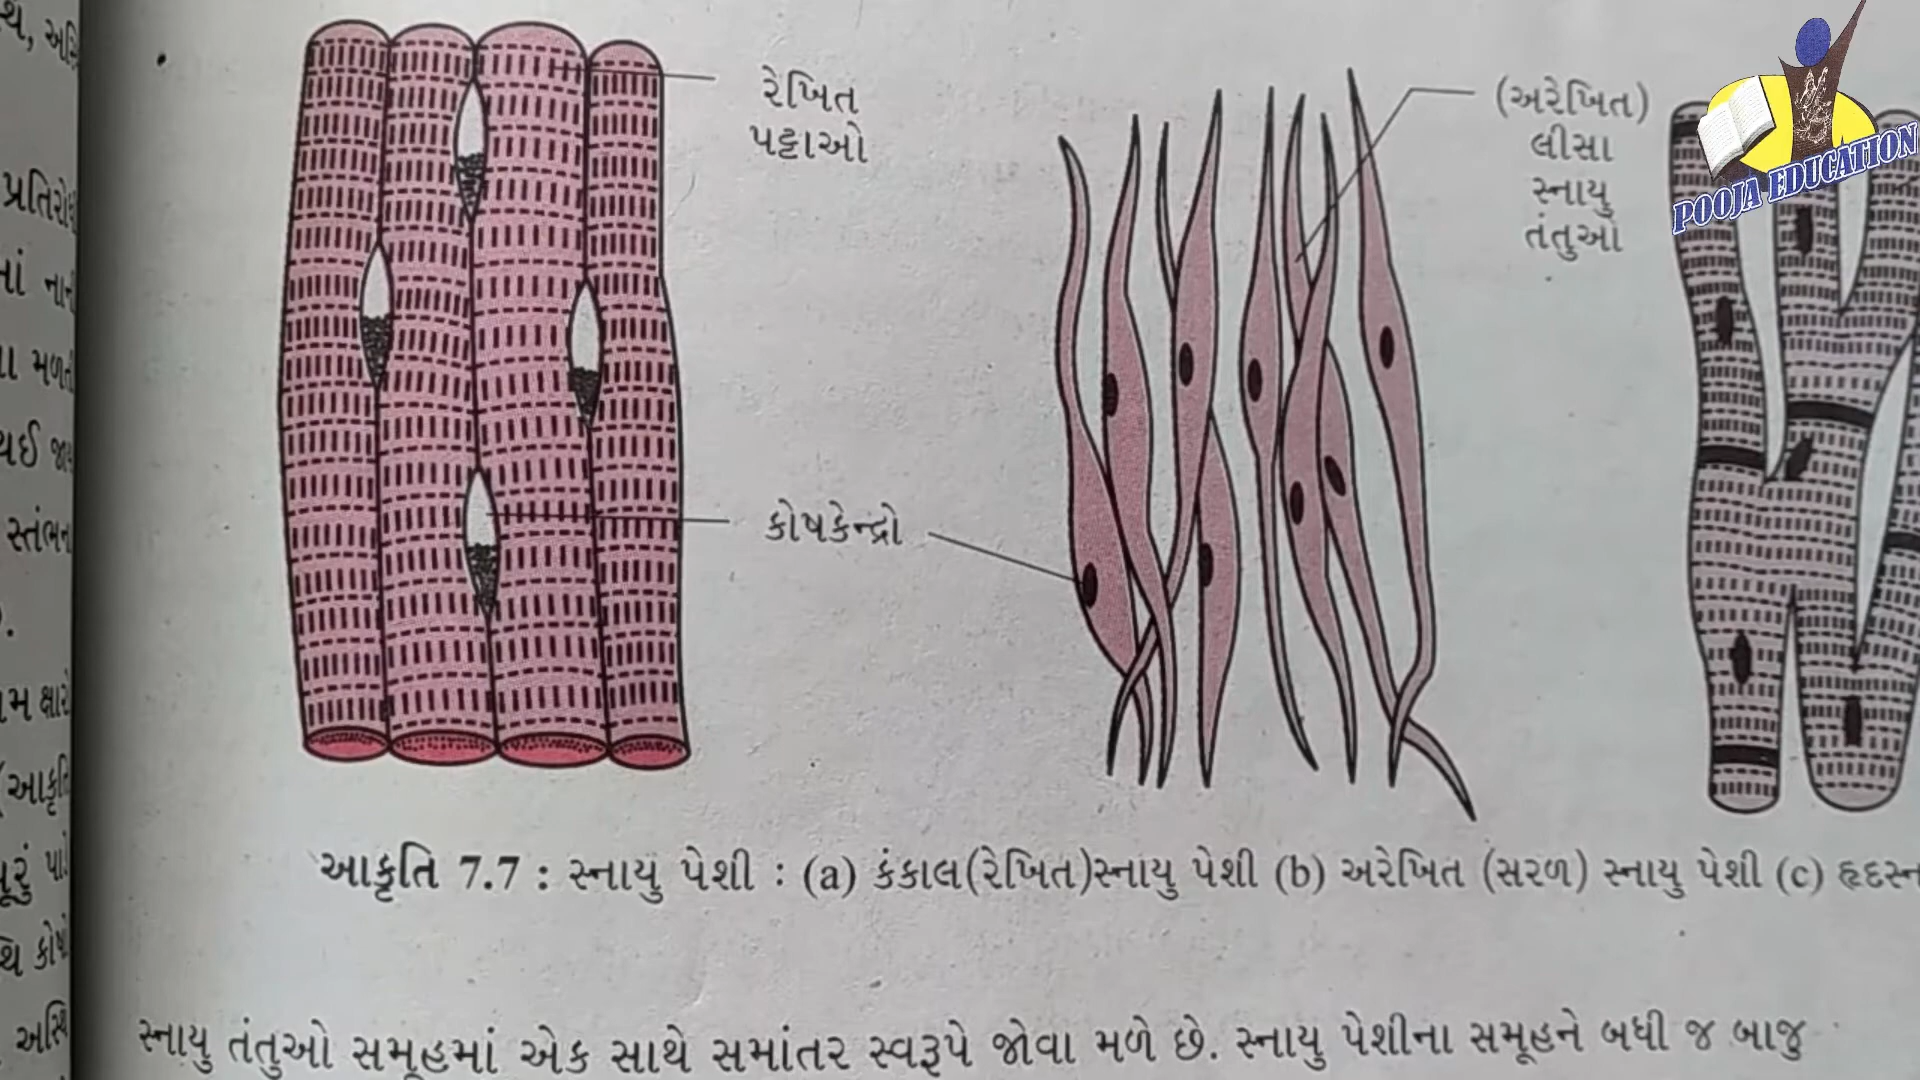 રેખિત
પટ્ટાઓ
(અરેખિત)
લીસા
સ્નાયુ
તંતુઓ
POOJA EDUCATION
કોષકેન્દ્રો
આકૃતિ 7.7 : સ્નાયુ પેશી : (a) કંકાલ(રેખિત)સ્નાયુ પેશી (b) અરેખિત (સરળ) સ્નાયુ પેશી (c)
સ્નાયુ તંતુઓ સમૂહમાં એક સાથે સમાંતર સ્વરૂપે જોવા મળે છે. સ્નાયુ પેશીના સમૂહને બધી જ બાજુ